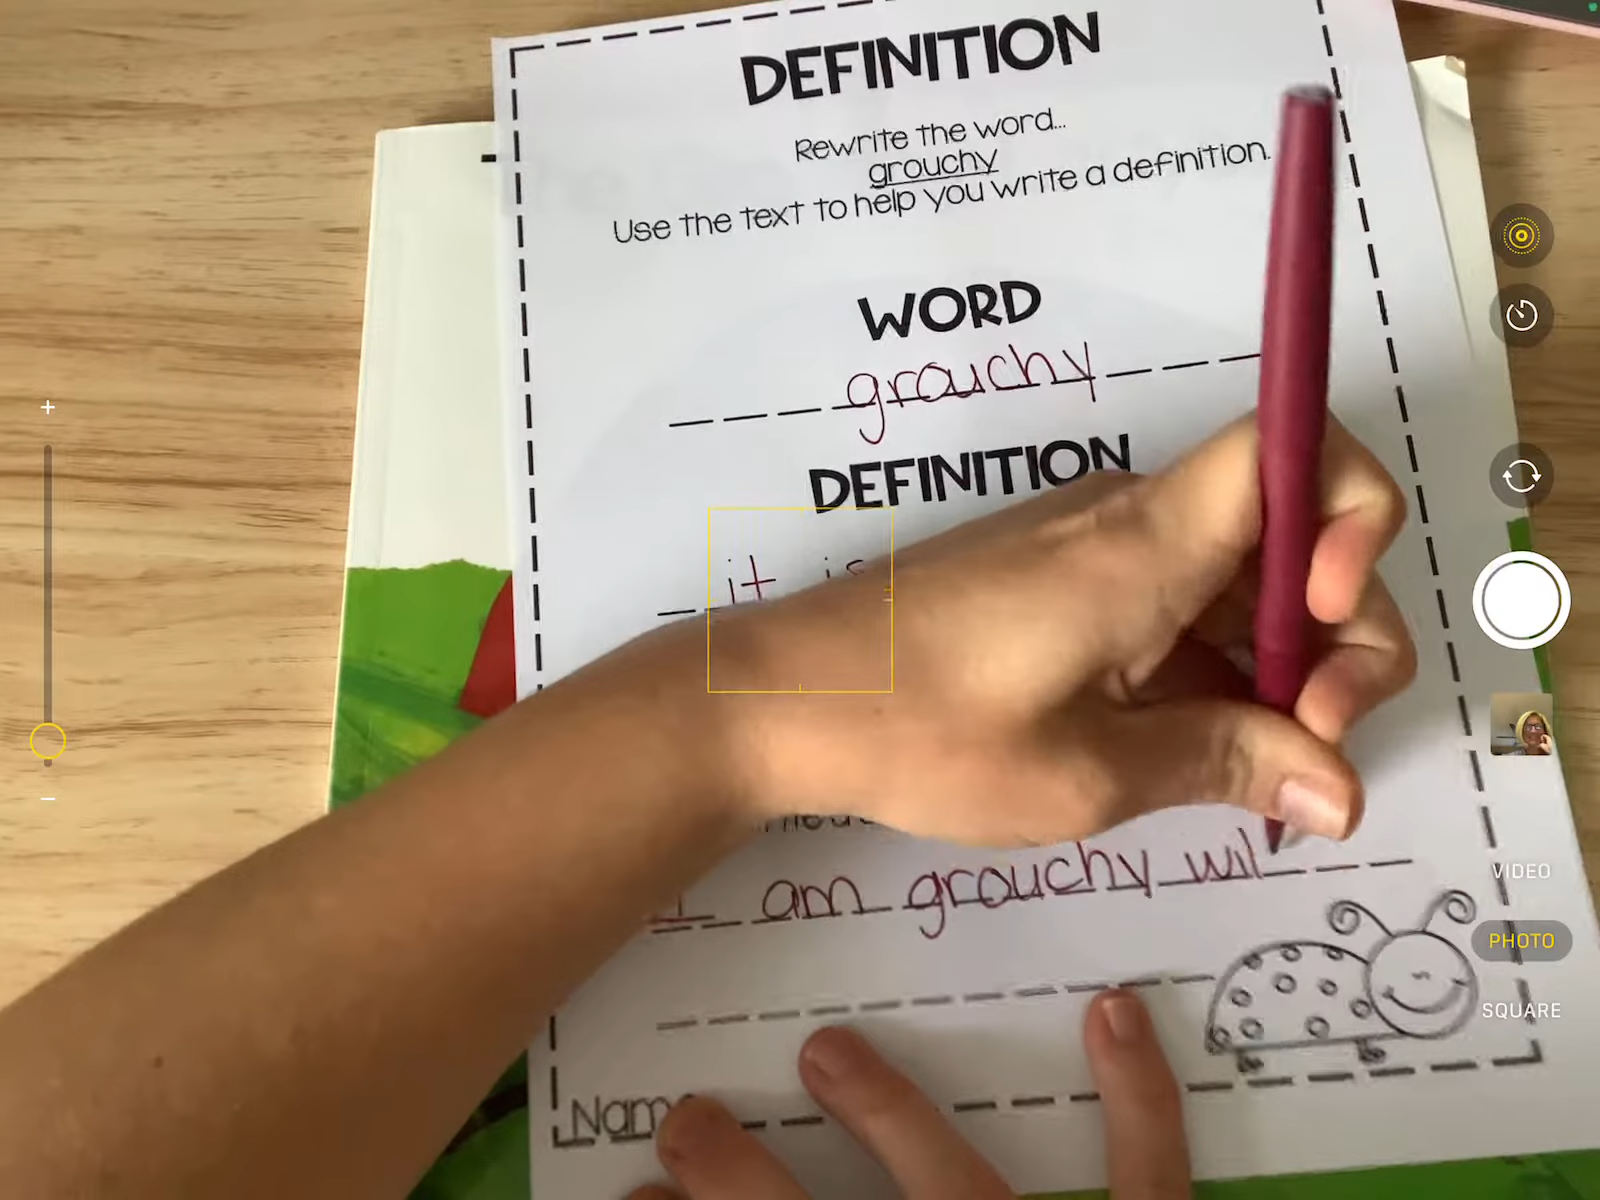 DEFINITION
Rewrite the word...
grouchy
Use the text to help you write a definition.
WORD
grouchy
DEFINITION
it is
I am grouchy wil
Name
VIDEO
PHOTO
SQUARE